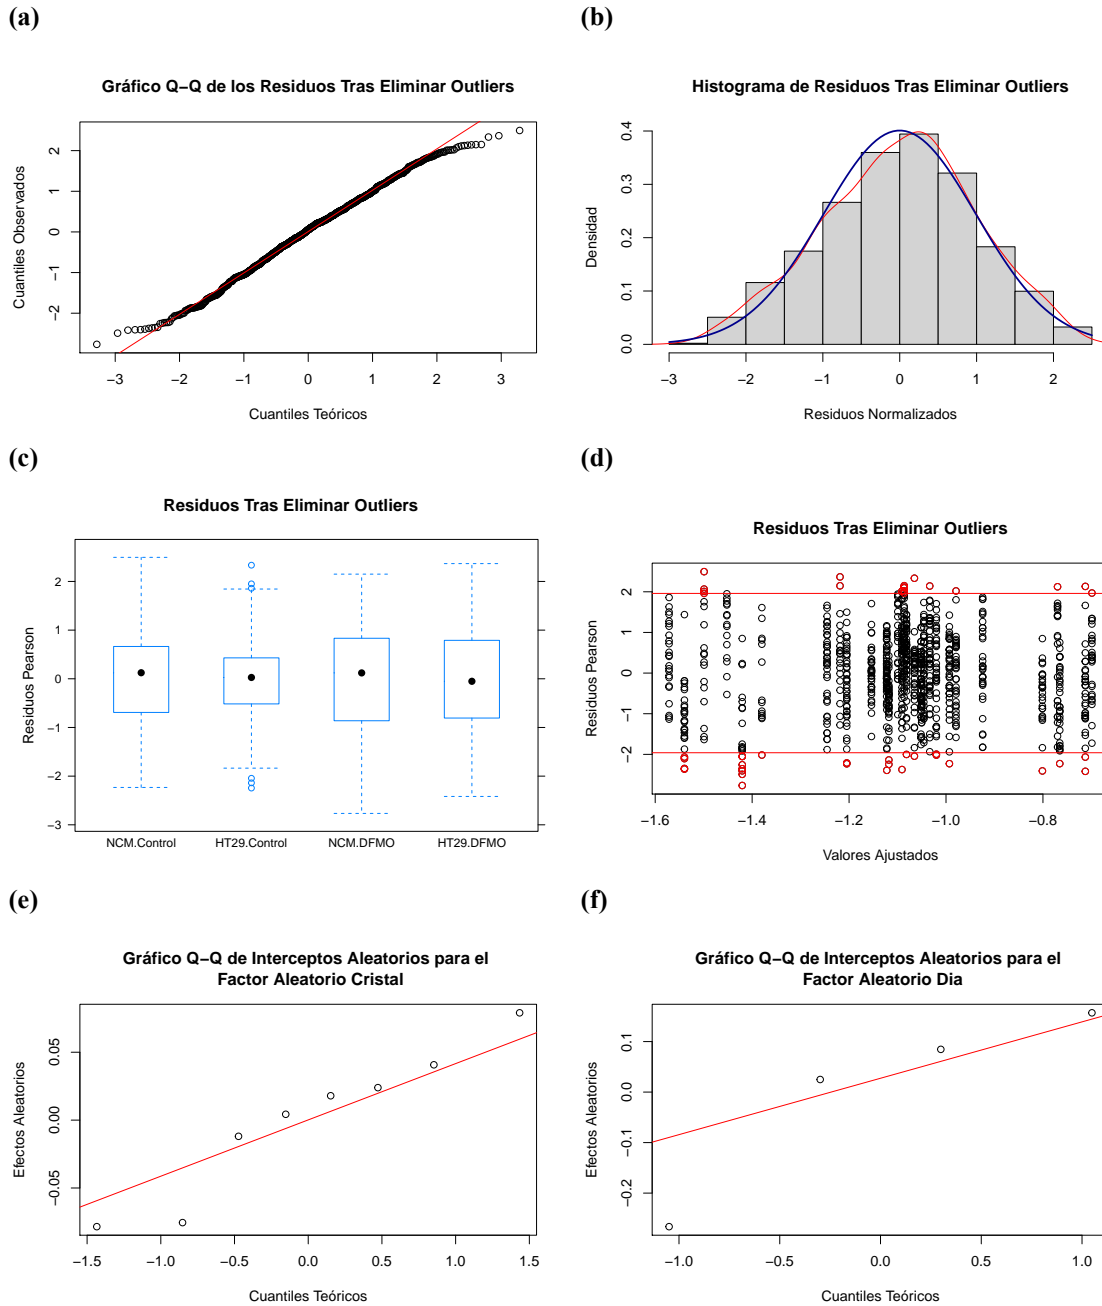 (a)
Gráfico Q−Q de los Residuos Tras Eliminar Outliers
Cuantiles Observados
2
1
0
−1
−2
−3 −2 −1 0 1 2 3
Cuantiles Teóricos
(b)
Histograma de Residuos Tras Eliminar Outliers
Densidad
0.4
0.3
0.2
0.1
0.0
−3 −2 −1 0 1 2
Residuos Normalizados
(c)
Residuos Tras Eliminar Outliers
Residuos Pearson
2
1
0
−1
−2
−3
NCM.Control HT29.Control NCM.DFMO HT29.DFMO
(d)
Residuos Tras Eliminar Outliers
Residuos Pearson
2
1
0
−1
−2
−1.6 −1.4 −1.2 −1.0 −0.8
Valores Ajustados
(e)
Gráfico Q−Q de Interceptos Aleatorios para el
Factor Aleatorio Cristal
Efectos Aleatorios
0.05
0.00
−0.05
−1.5 −1.0 −0.5 0.0 0.5 1.0 1.5
Cuantiles Teóricos
(f)
Gráfico Q−Q de Interceptos Aleatorios para el
Factor Aleatorio Dia
Efectos Aleatorios
0.1
0.0
−0.1
−0.2
−1.0 −0.5 0.0 0.5 1.0
Cuantiles Teóricos